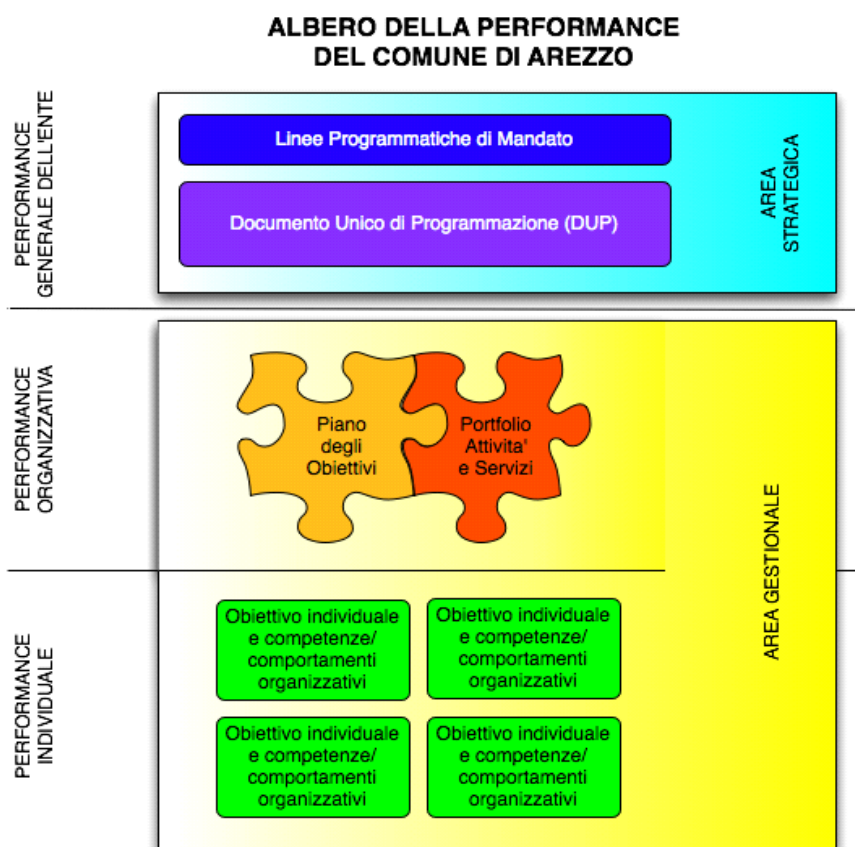 ALBERO DELLA PERFORMANCE
DEL COMUNE DI AREZZO
PERFORMANCE
GENERALE DELL'ENTE
Linee Programmatiche di Mandato
Documento Unico di Programmazione (DUP)
AREA
STRATEGICA
PERFORMANCE
ORGANIZZATIVA
Piano
degli
Obiettivi
Portfolio
Attivita'
e Servizi
AREA GESTIONALE
PERFORMANCE
INDIVIDUALE
Obiettivo individuale
e competenze/
comportamenti
organizzativi
Obiettivo individuale
e competenze/
comportamenti
organizzativi
Obiettivo individuale
e competenze/
comportamenti
organizzativi
Obiettivo individuale
e competenze/
comportamenti
organizzativi